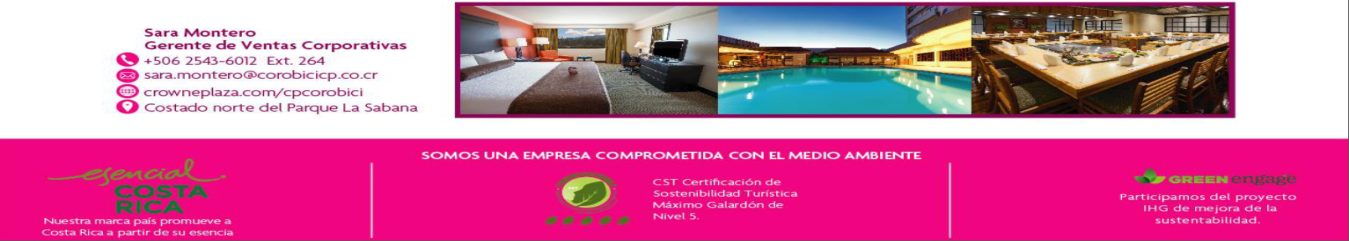 Sara Montero
Gerente de Ventas Corporativas
+506 2543-6012 Ext. 264
sara.montero@corobicicp.co.cr
crowneplaza.com/cpcorobici
Costado norte del Parque La Sabana
SOMOS UNA EMPRESA COMPROMETIDA CON EL MEDIO AMBIENTE
esencial
COSTA
RICA
Nuestra marca país promueve a
Costa Rica a partir de su esencia
CST Certificación de
Sostenibilidad Turística
Máximo Galardón de
Nivel 5.
GREEN engage
Participamos del proyecto
IHG de mejora de la
sustentabilidad.